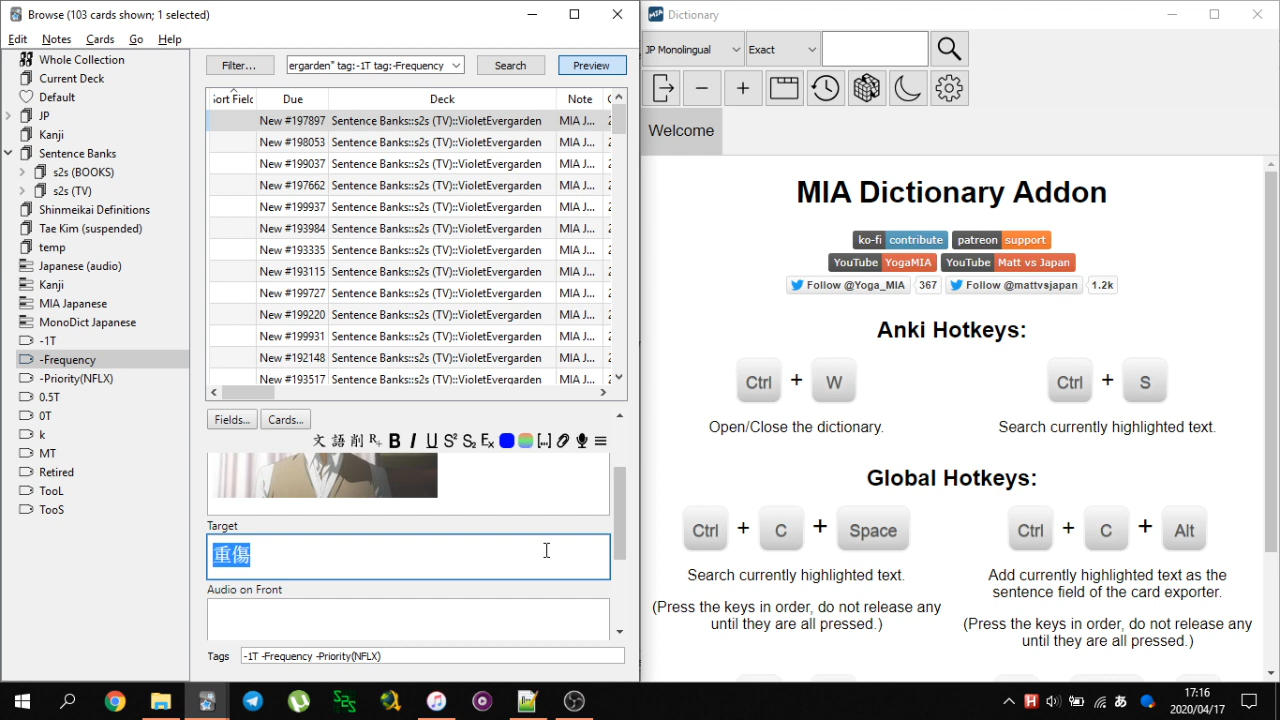 Browse (103 cards shown; 1 selected)
Edit Notes Cards Go Help
Whole Collection
Current Deck
Default
JP
Kanji
Sentence Banks
s2s (BOOKS)
s2s (TV)
Shinmeikai Definitions
Tae Kim (suspended)
temp
Japanese (audio)
Kanji
MIA Japanese
MonoDict Japanese
-1T
-Frequency
-Priority(NFLX)
0.5T
0T
k
MT
Retired
TooL
TooS
Filter... ergarden" tag:-1T tag:-Frequency Search Preview
ort Field Due Deck Note
New #197897 Sentence Banks::s2s (TV)::VioletEvergarden MIA J...
New #198053 Sentence Banks::s2s (TV)::VioletEvergarden MIA J...
New #199037 Sentence Banks::s2s (TV)::VioletEvergarden MIA J...
New #197662 Sentence Banks::s2s (TV)::VioletEvergarden MIA J...
New #199937 Sentence Banks::s2s (TV)::VioletEvergarden MIA J...
New #193984 Sentence Banks::s2s (TV)::VioletEvergarden MIA J...
New #193335 Sentence Banks::s2s (TV)::VioletEvergarden MIA J...
New #193115 Sentence Banks::s2s (TV)::VioletEvergarden MIA J...
New #199727 Sentence Banks::s2s (TV)::VioletEvergarden MIA J...
New #199220 Sentence Banks::s2s (TV)::VioletEvergarden MIA J...
New #199931 Sentence Banks::s2s (TV)::VioletEvergarden MIA J...
New #192148 Sentence Banks::s2s (TV)::VioletEvergarden MIA J...
New #193517 Sentence Banks::s2s (TV)::VioletEvergarden MIA J...
Fields... Cards...
文 語 削 R+ B I U S² S₂ Ex [...]
Target
重傷
Audio on Front
Tags -1T -Frequency -Priority(NFLX)
MIA Dictionary
JP Monolingual Exact
Welcome
MIA Dictionary Addon
ko-fi contribute patreon support
YouTube YogaMIA YouTube Matt vs Japan
Follow @Yoga_MIA 367 Follow @mattvsjapan 1.2k
Anki Hotkeys:
Ctrl + W Ctrl + S
Open/Close the dictionary. Search currently highlighted text.
Global Hotkeys:
Ctrl + C + Space Ctrl + C + Alt
Search currently highlighted text.
(Press the keys in order, do not release any
until they are all pressed.)
Add currently highlighted text as the
sentence field of the card exporter.
(Press the keys in order, do not release any
until they are all pressed.)
S2S
H あ 17:16
2020/04/17